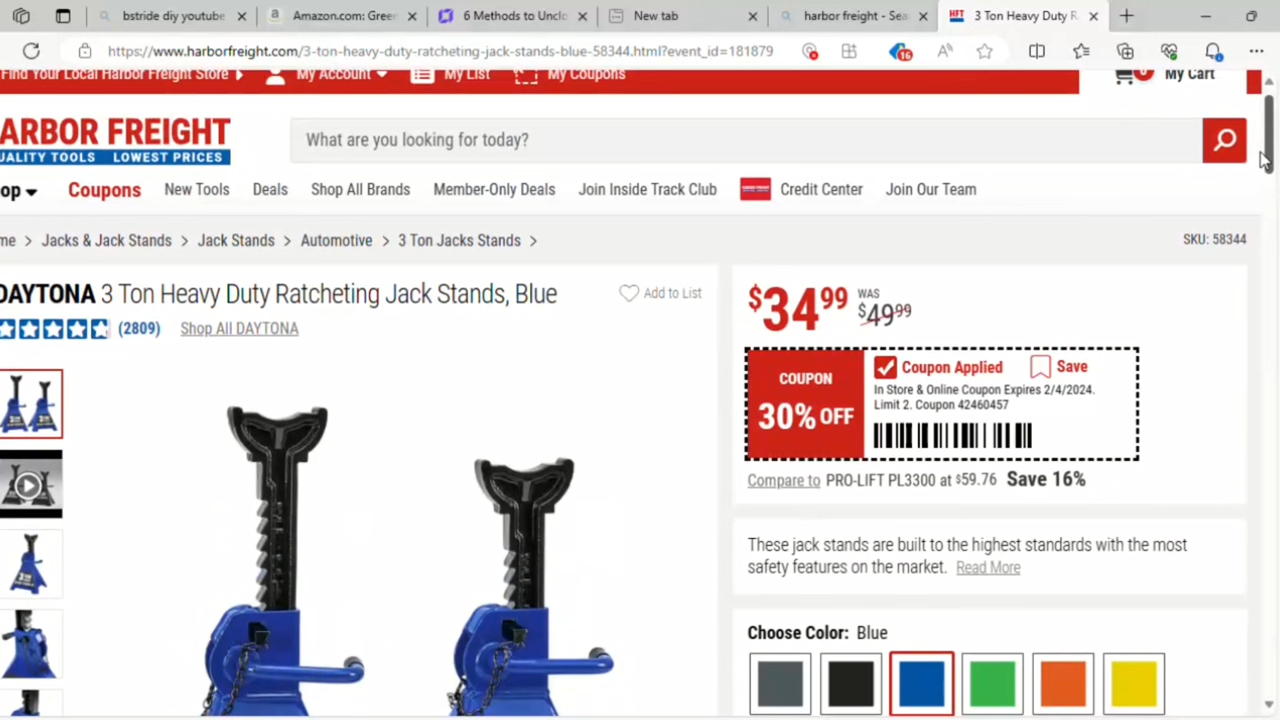 bstride diy youtube
Amazon.com: Green
6 Methods to Unclo
New tab
harbor freight - Sea
3 Ton Heavy Duty R
https://www.harborfreight.com/3-ton-heavy-duty-ratcheting-jack-stands-blue-58344.html?event_id=181879
16
Find Your Local Harbor Freight Store
My Account
My List
My Coupons
0
My Cart
ARBOR FREIGHT
UALITY TOOLS LOWEST PRICES
What are you looking for today?
op
Coupons
New Tools
Deals
Shop All Brands
Member-Only Deals
Join Inside Track Club
Credit Center
Join Our Team
me > Jacks & Jack Stands > Jack Stands > Automotive > 3 Ton Jacks Stands >
SKU: 58344
DAYTONA 3 Ton Heavy Duty Ratcheting Jack Stands, Blue
Add to List
(2809)
Shop All DAYTONA
$34.99 WAS $49.99
COUPON
30% OFF
Coupon Applied
Save
In Store & Online Coupon Expires 2/4/2024.
Limit 2. Coupon 42460457
Compare to PRO-LIFT PL3300 at $59.76 Save 16%
These jack stands are built to the highest standards with the most
safety features on the market. Read More
Choose Color: Blue